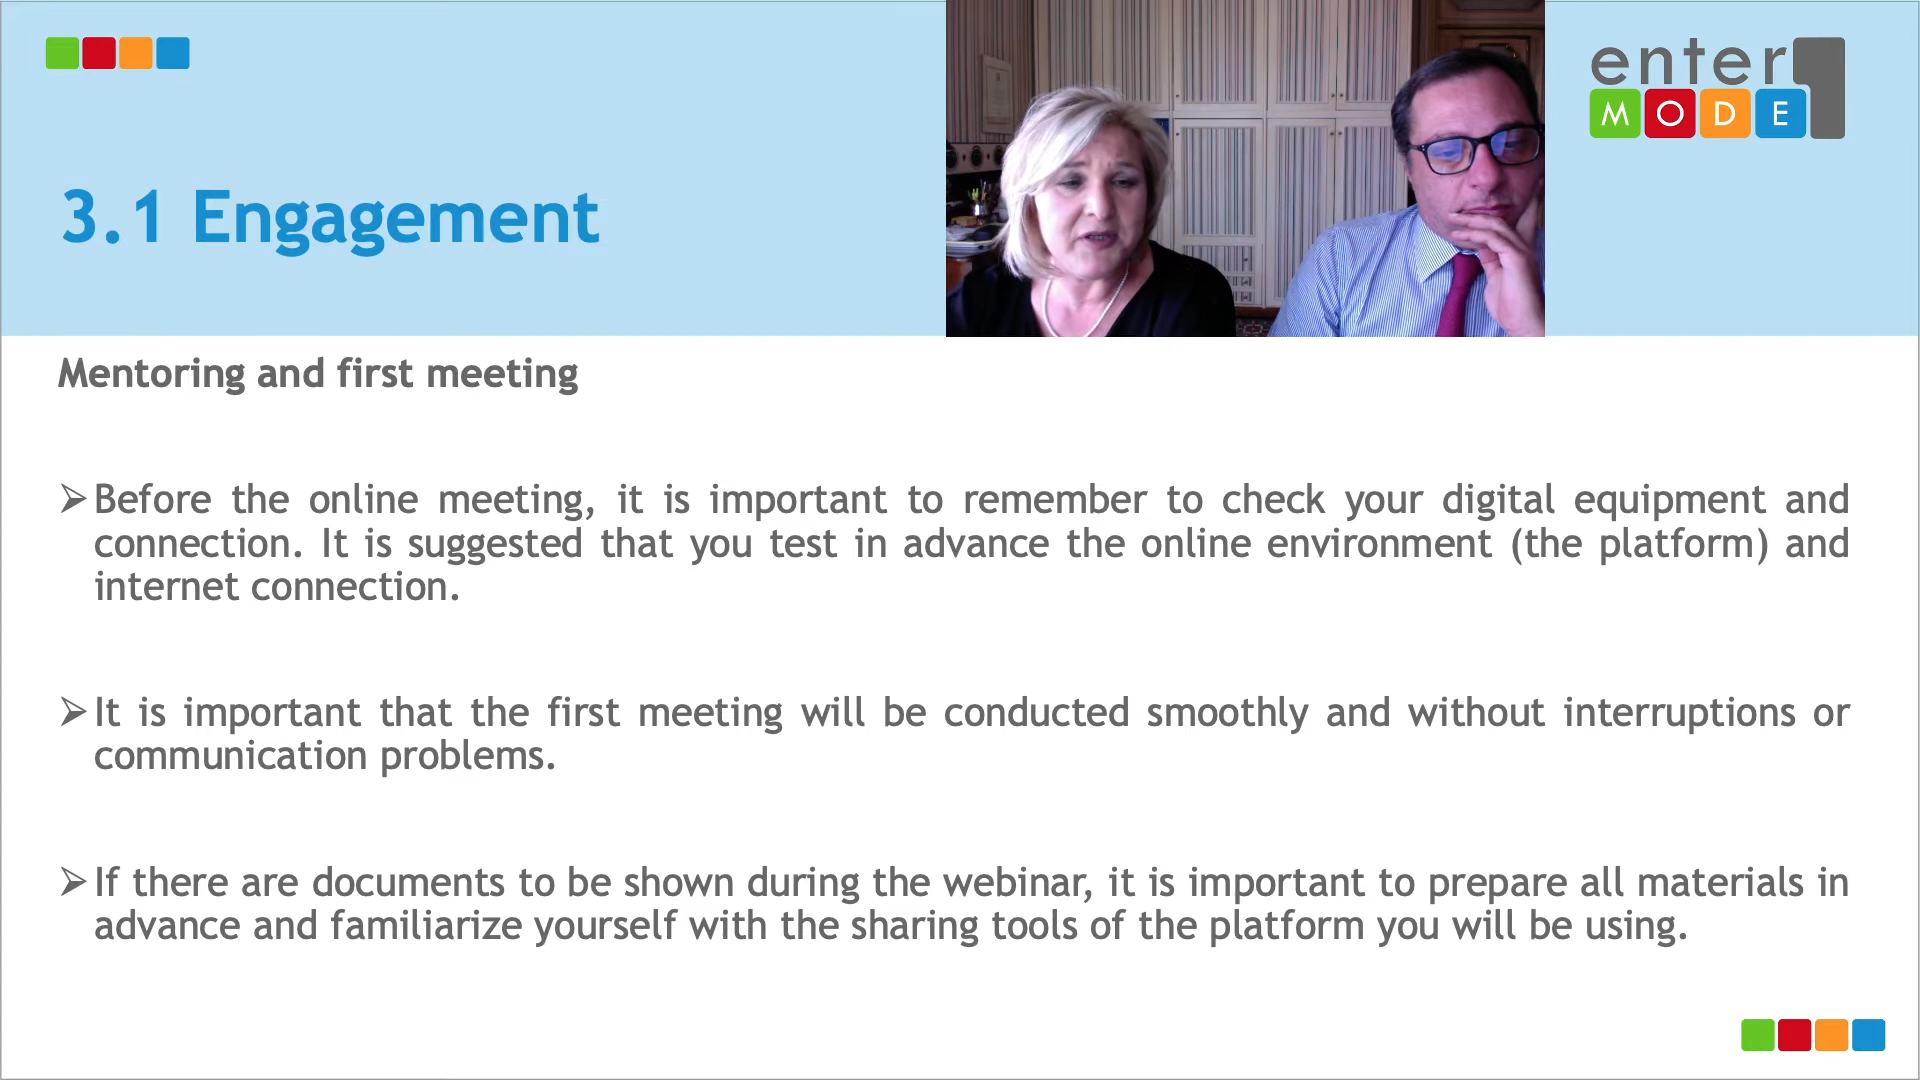 enter
MODE
3.1 Engagement
Mentoring and first meeting
➢Before the online meeting, it is important to remember to check your digital equipment and
connection. It is suggested that you test in advance the online environment (the platform) and
internet connection.
➢It is important that the first meeting will be conducted smoothly and without interruptions or
communication problems.
➢If there are documents to be shown during the webinar, it is important to prepare all materials in
advance and familiarize yourself with the sharing tools of the platform you will be using.